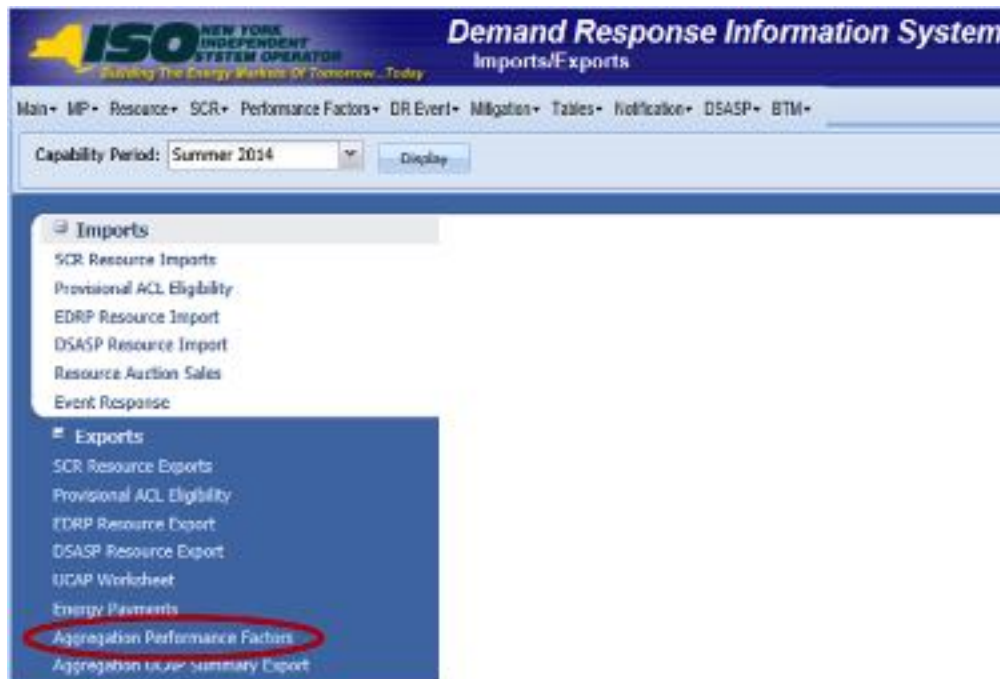 NEW YORK
ISO INDEPENDENT
SYSTEM OPERATOR
Building The Energy Markets Of Tomorrow...Today
Demand Response Information System
Imports/Exports
Main MP Resource SCR Performance Factors DR Event Mitigation Tables Notification DSASP BTM
Capability Period: Summer 2014 Display
Imports
SCR Resource Imports
Provisional ACL Eligibility
EDRP Resource Import
DSASP Resource Import
Resource Auction Sales
Event Response
Exports
SCR Resource Exports
Provisional ACL Eligibility
EDRP Resource Export
DSASP Resource Export
UCAP Worksheet
Energy Payments
Aggregation Performance Factors
Aggregation UCAP Summary Export